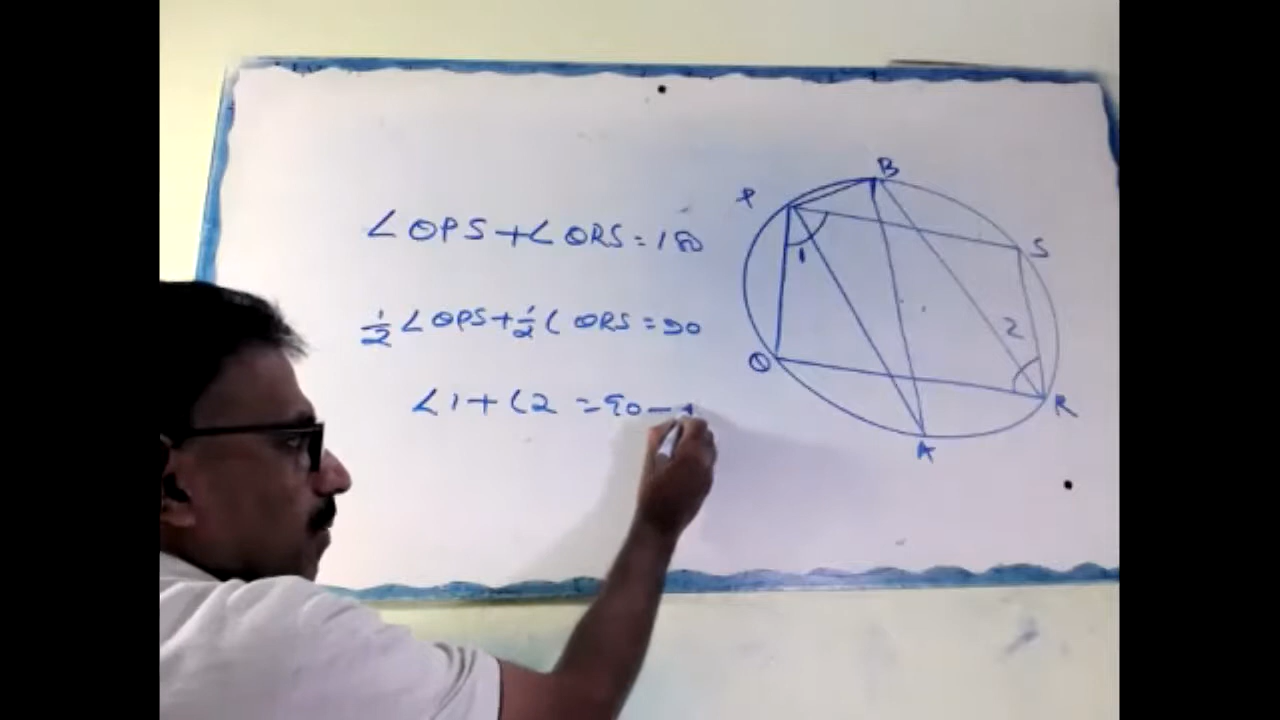 ∠QPS+∠QRS=180
1/2∠QPS+1/2∠QRS=90
∠1+∠2=90-
B
P
S
1
2
Q
R
A